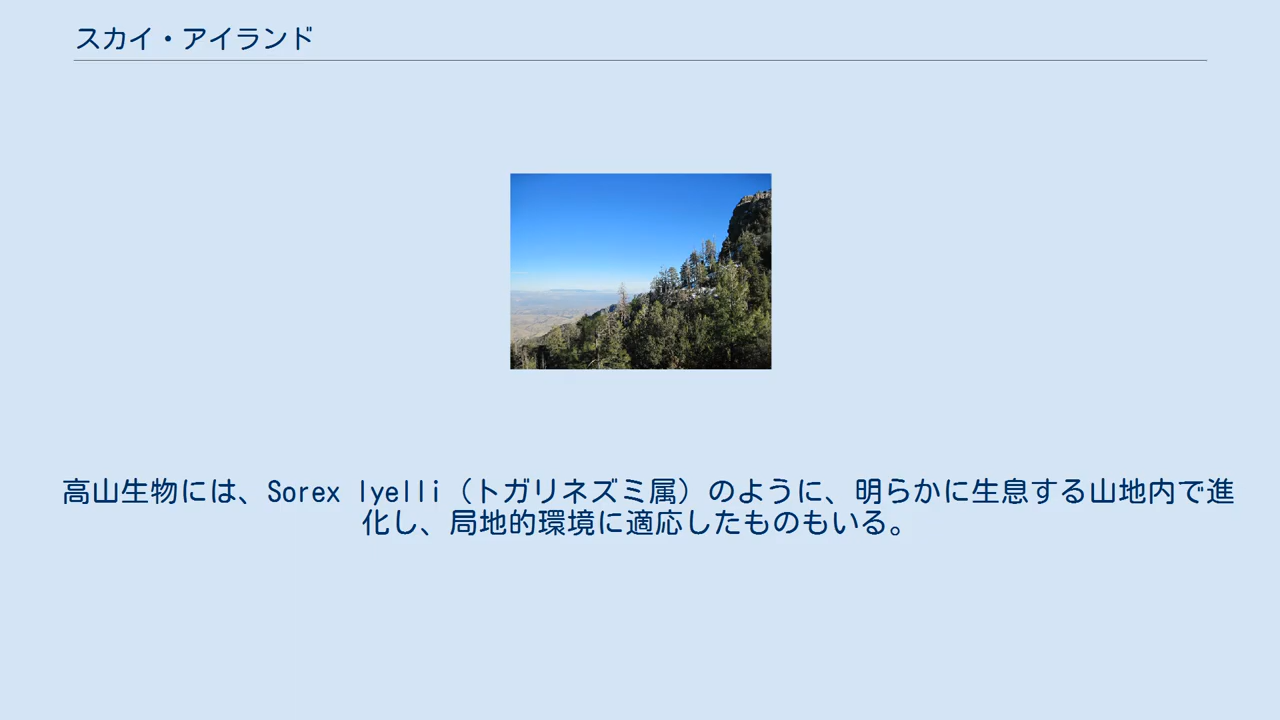 スカイ・アイランド
高山生物には、Sorex lyelli（トガリネズミ属）のように、明らかに生息する山地内で進
化し、局地的環境に適応したものもいる。